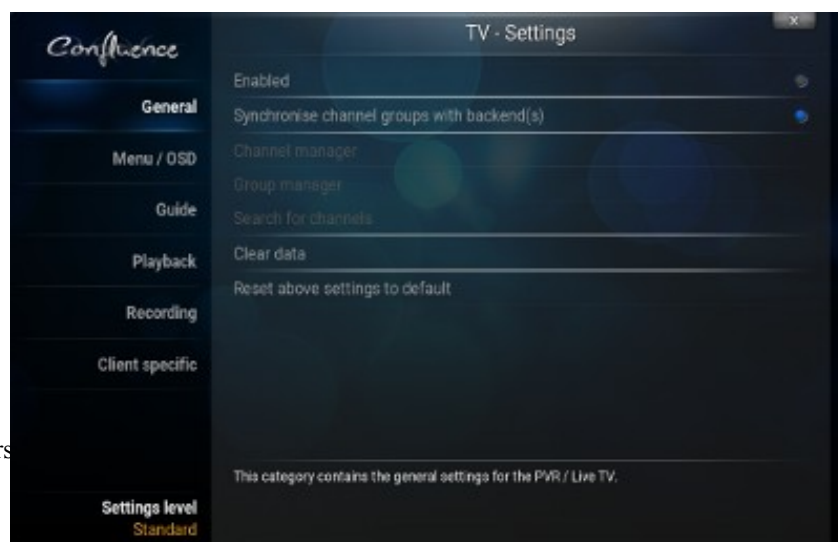 Confluence
TV - Settings
x
General
Menu / OSD
Guide
Playback
Recording
Client specific
Enabled
Synchronise channel groups with backend(s)
Channel manager
Group manager
Search for channels
Clear data
Reset above settings to default
This category contains the general settings for the PVR / Live TV.
Settings level
Standard